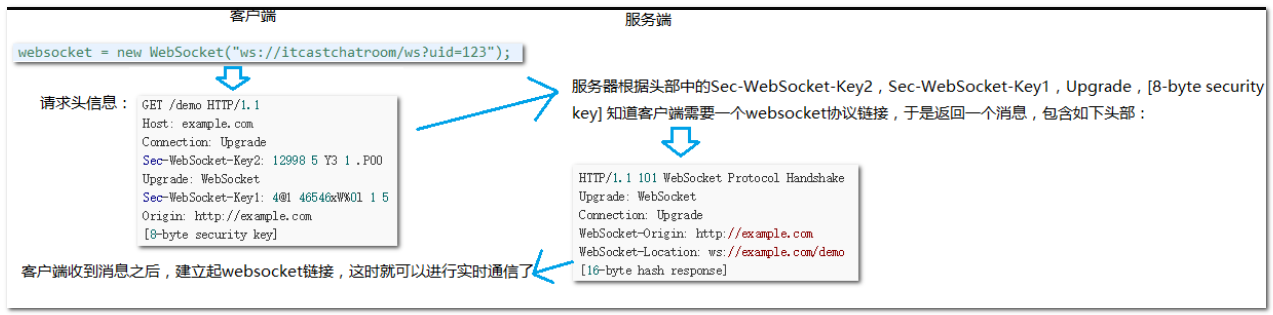 客户端
服务端
websocket = new WebSocket("ws://itcastchatroom/ws?uid=123");
请求头信息：
GET /demo HTTP/1.1
Host: example.com
Connection: Upgrade
Sec-WebSocket-Key2: 12998 5 Y3 1 .P00
Upgrade: WebSocket
Sec-WebSocket-Key1: 4@1 46546xW%0l 1 5
Origin: http://example.com
[8-byte security key]
服务器根据头部中的Sec-WebSocket-Key2，Sec-WebSocket-Key1，Upgrade，[8-byte security
key] 知道客户端需要一个websocket协议链接，于是返回一个消息，包含如下头部：
HTTP/1.1 101 WebSocket Protocol Handshake
Upgrade: WebSocket
Connection: Upgrade
WebSocket-Origin: http://example.com
WebSocket-Location: ws://example.com/demo
[16-byte hash response]
客户端收到消息之后，建立起websocket链接，这时就可以进行实时通信了